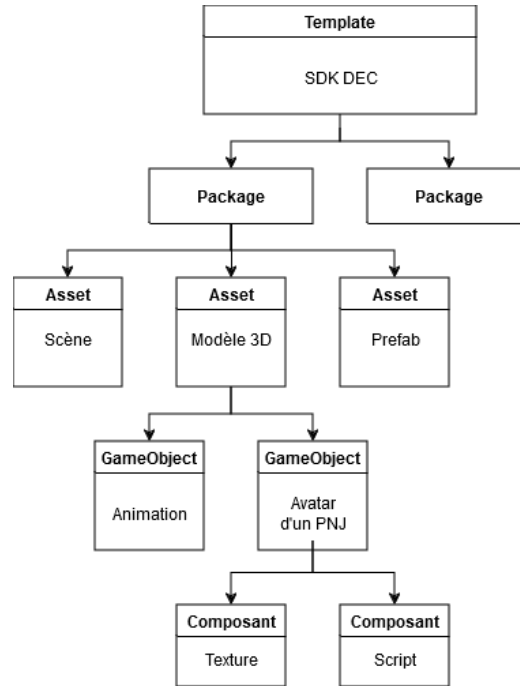 Template
SDK DEC
Package
Package
Asset
Asset
Asset
Scène
Modèle 3D
Prefab
GameObject
GameObject
Animation
Avatar
d'un PNJ
Composant
Composant
Texture
Script